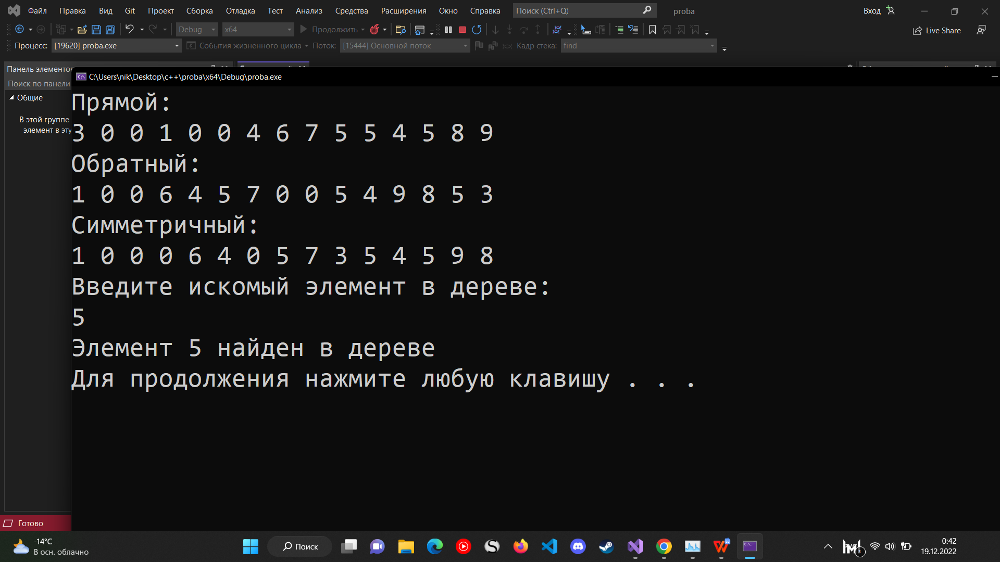 Файл Правка Вид Git Проект Сборка Отладка Тест Анализ Средства Расширения Окно Справка Поиск (Ctrl+Q) proba Вход
Debug x64 Продолжить Live Share
Процесс: [19620] proba.exe События жизненного цикла Поток: [15444] Основной поток Кадр стека: find
Панель элементов
C:\Users\nik\Desktop\c++\proba\x64\Debug\proba.exe
Поиск по панели
Общие
В этой группе
элемент в эту
Прямой:
3 0 0 1 0 0 4 6 7 5 5 4 5 8 9
Обратный:
1 0 0 6 4 5 7 0 0 5 4 9 8 5 3
Симметричный:
1 0 0 0 6 4 0 5 7 3 5 4 5 9 8
Введите искомый элемент в дереве:
5
Элемент 5 найден в дереве
Для продолжения нажмите любую клавишу . . .
Готово
-14°C
В осн. облачно
Поиск
0:42
19.12.2022